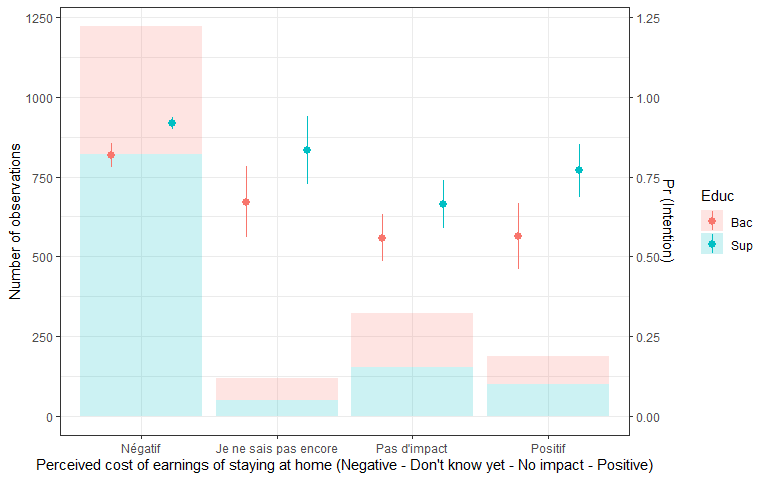 1250
1000
750
500
250
0
Number of observations
1.25
1.00
0.75
0.50
0.25
0.00
Pr (Intention)
Educ
Bac
Sup
Négatif
Je ne sais pas encore
Pas d'impact
Positif
Perceived cost of earnings of staying at home (Negative - Don't know yet - No impact - Positive)